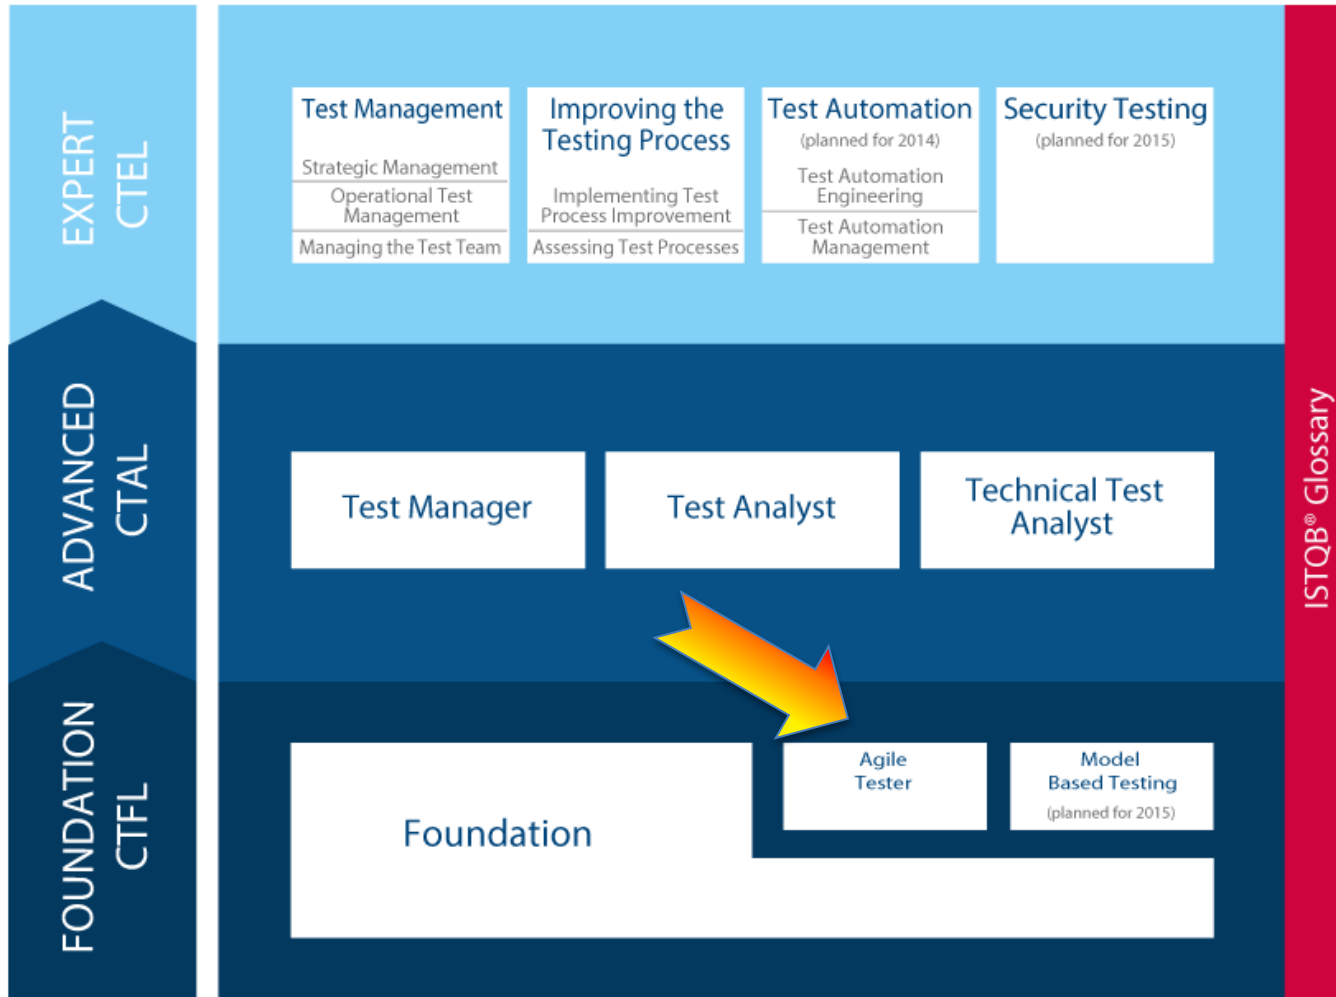 EXPERT
CTEL
Test Management
Strategic Management
Operational Test
Management
Managing the Test Team
Improving the
Testing Process
Implementing Test
Process Improvement
Assessing Test Processes
Test Automation
(planned for 2014)
Test Automation
Engineering
Test Automation
Management
Security Testing
(planned for 2015)
ADVANCED
CTAL
Test Manager
Test Analyst
Technical Test
Analyst
FOUNDATION
CTFL
Foundation
Agile
Tester
Model
Based Testing
(planned for 2015)
ISTQB® Glossary